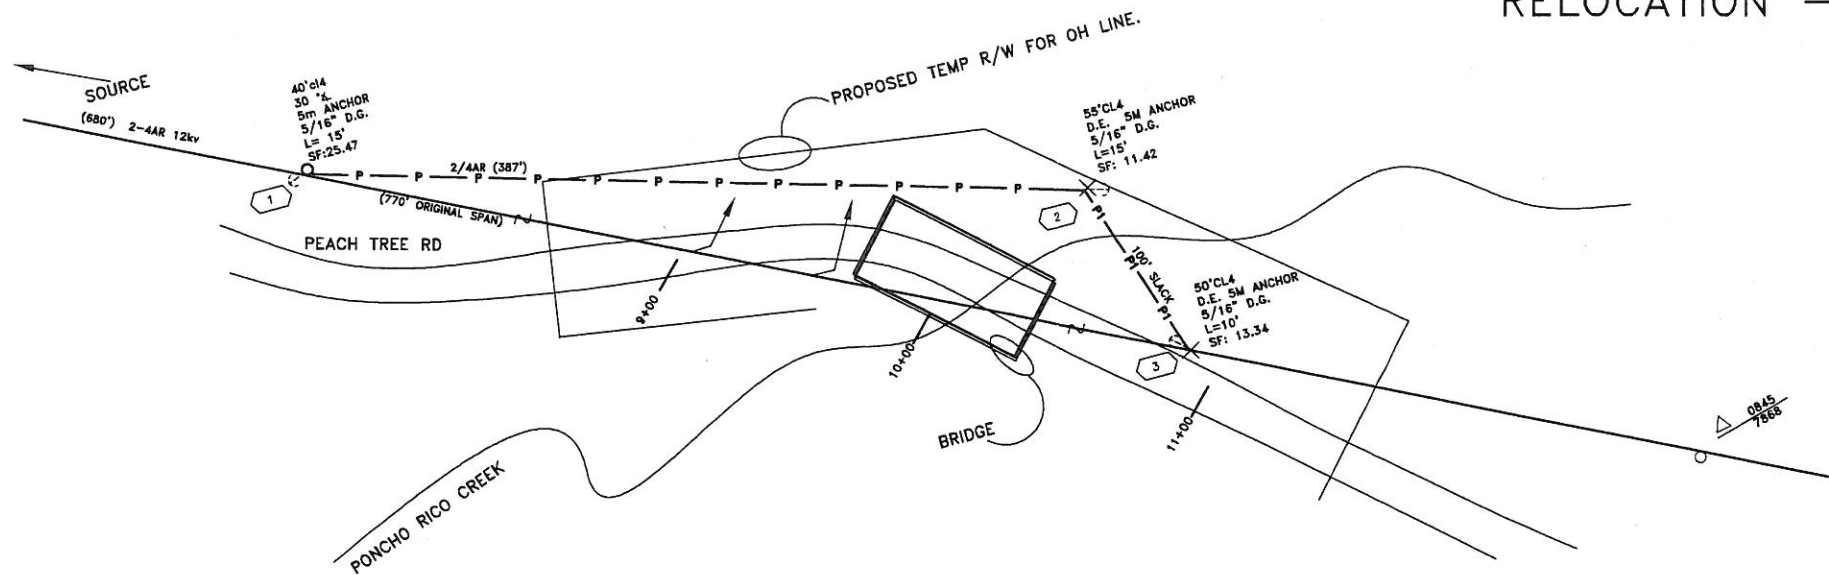 RELOCATION –
SOURCE
(680') 2-4AR 12kv
40'cl4
30 °
5m ANCHOR
5/16" D.G.
L= 15'
SF:25.47
PROPOSED TEMP R/W FOR OH LINE.
55'CL4
D.E. 5M ANCHOR
5/16" D.G.
L=15'
SF: 11.42
P P P P P P P P P P P P
2/4AR (387')
1
(770' ORIGINAL SPAN)
2
P1
100' SLACK
P1
P1
PEACH TREE RD
50'CL4
D.E. 5M ANCHOR
5/16" D.G.
L=10'
SF: 13.34
9+00
10+00
3
11+00
BRIDGE
0845
7868
PONCHO RICO CREEK